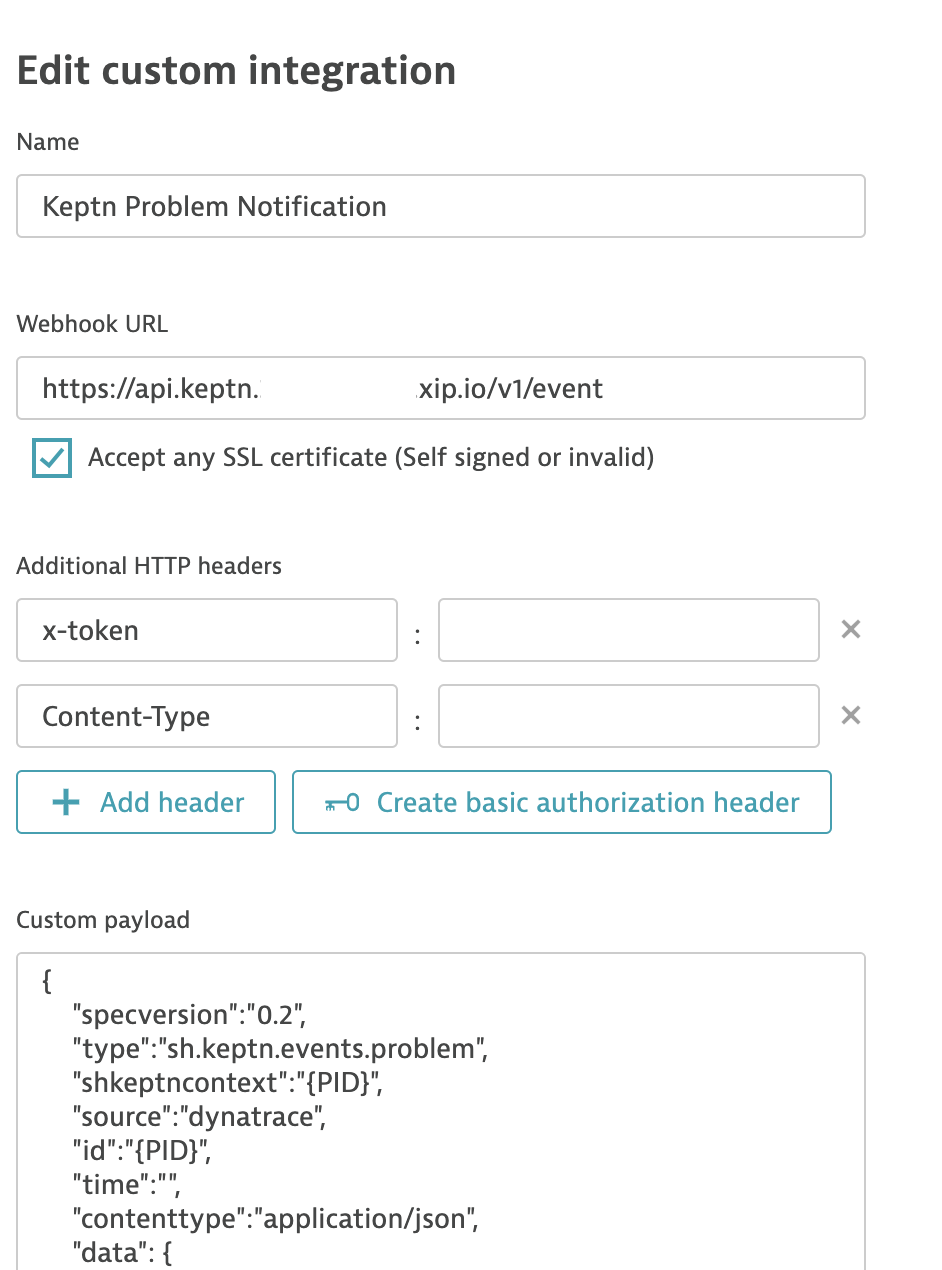 Edit custom integration
Name
Keptn Problem Notification
Webhook URL
https://api.keptn. .xip.io/v1/event
Accept any SSL certificate (Self signed or invalid)
Additional HTTP headers
x-token :
Content-Type :
Add header Create basic authorization header
Custom payload
{
"specversion":"0.2",
"type":"sh.keptn.events.problem",
"shkeptncontext":"{PID}",
"source":"dynatrace",
"id":"{PID}",
"time":"",
"contenttype":"application/json",
"data": {